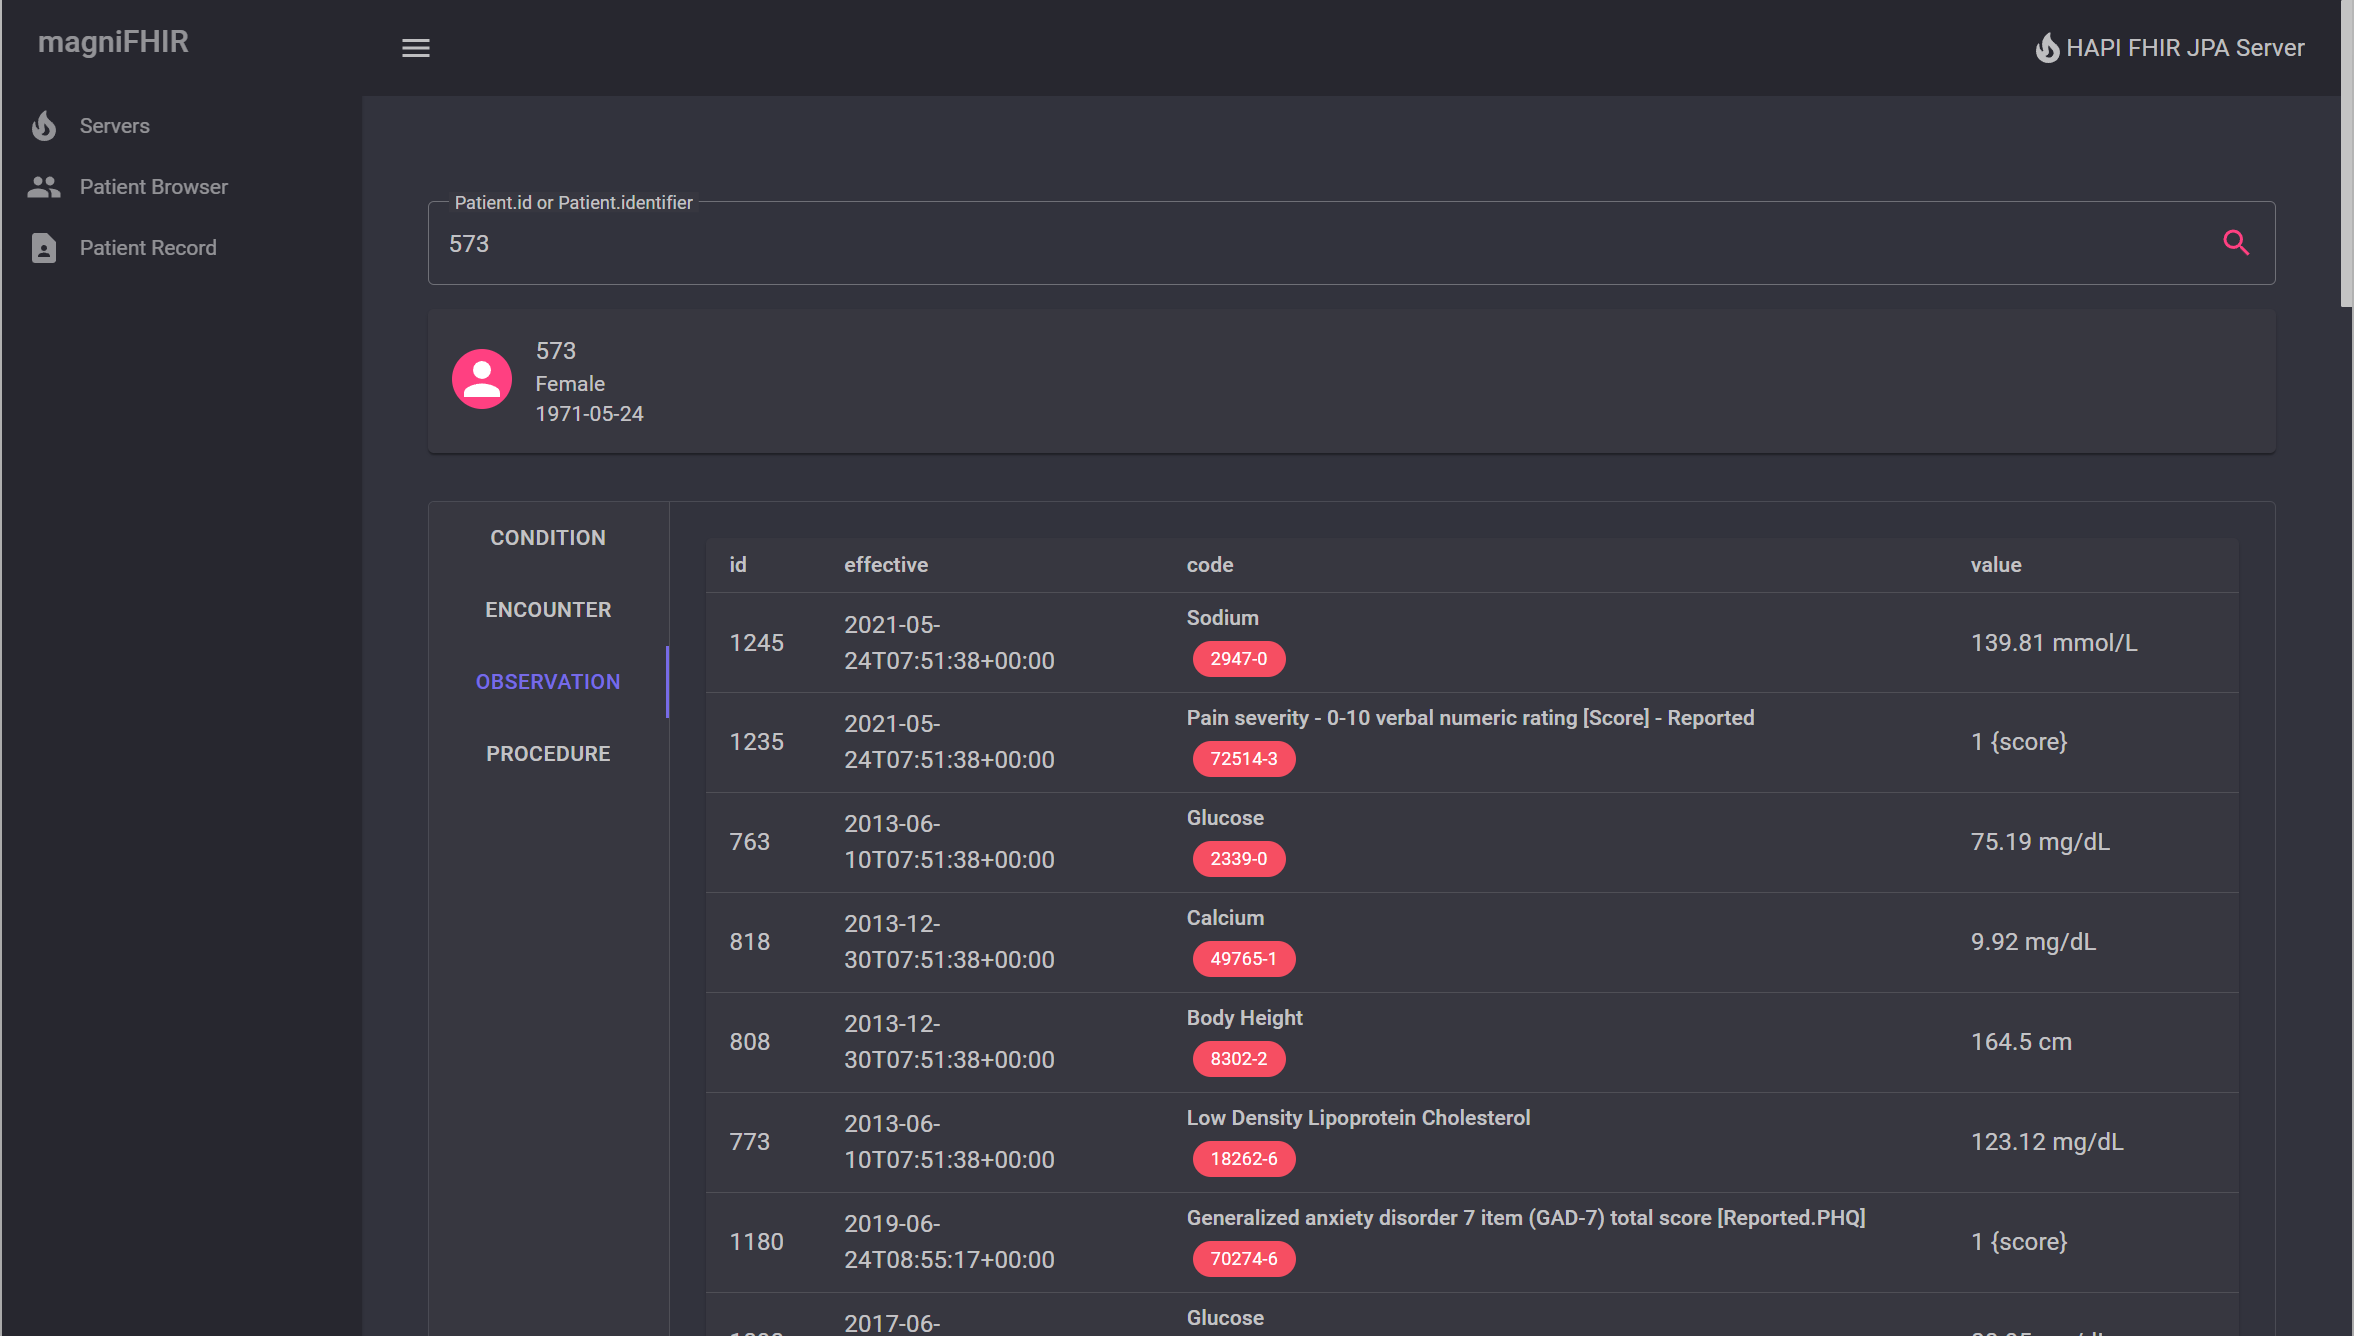 magniFHIR
HAPI FHIR JPA Server
Servers
Patient Browser
Patient Record
Patient.id or Patient.identifier
573
573
Female
1971-05-24
CONDITION
ENCOUNTER
OBSERVATION
PROCEDURE
id effective code value
1245 2021-05-24T07:51:38+00:00 Sodium 139.81 mmol/L
2947-0
1235 2021-05-24T07:51:38+00:00 Pain severity - 0-10 verbal numeric rating [Score] - Reported 1 {score}
72514-3
763 2013-06-10T07:51:38+00:00 Glucose 75.19 mg/dL
2339-0
818 2013-12-30T07:51:38+00:00 Calcium 9.92 mg/dL
49765-1
808 2013-12-30T07:51:38+00:00 Body Height 164.5 cm
8302-2
773 2013-06-10T07:51:38+00:00 Low Density Lipoprotein Cholesterol 123.12 mg/dL
18262-6
1180 2019-06-24T08:55:17+00:00 Generalized anxiety disorder 7 item (GAD-7) total score [Reported.PHQ] 1 {score}
70274-6
2017-06- Glucose